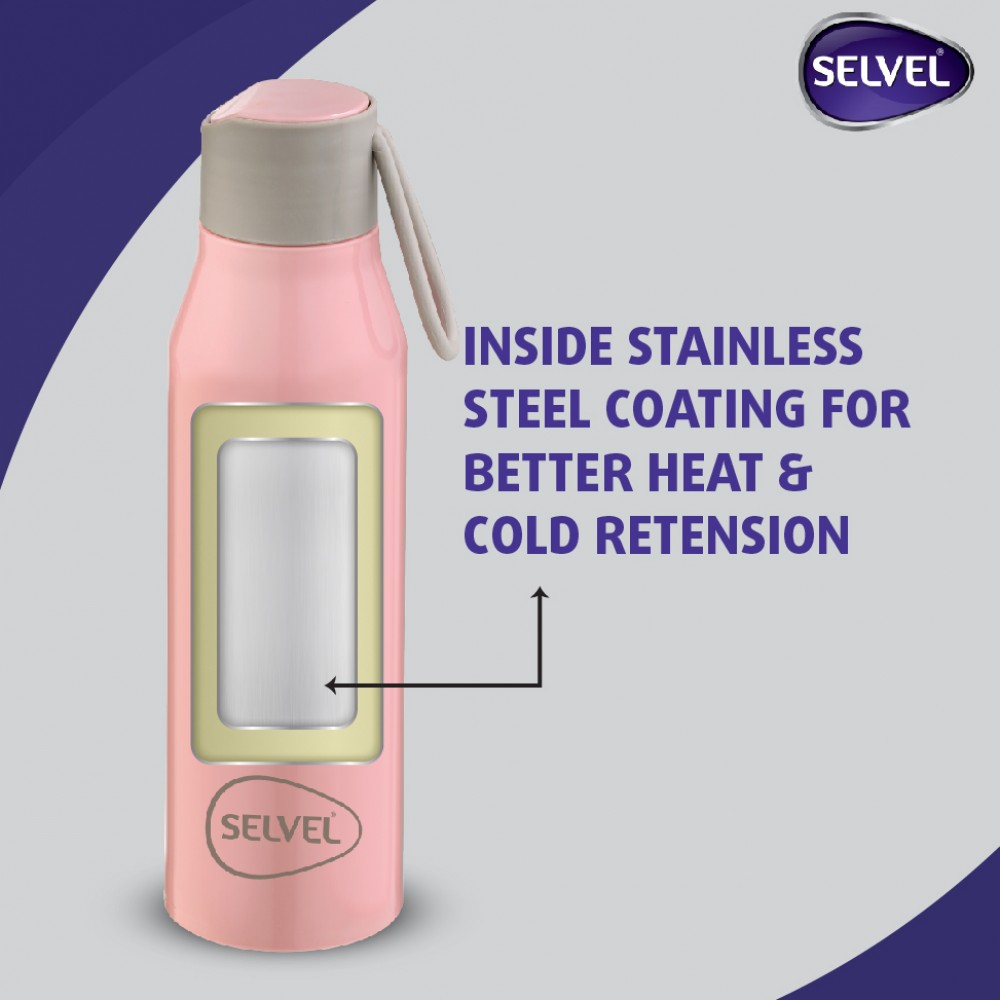 SELVEL®
INSIDE STAINLESS
STEEL COATING FOR
BETTER HEAT &
COLD RETENSION
SELVEL®